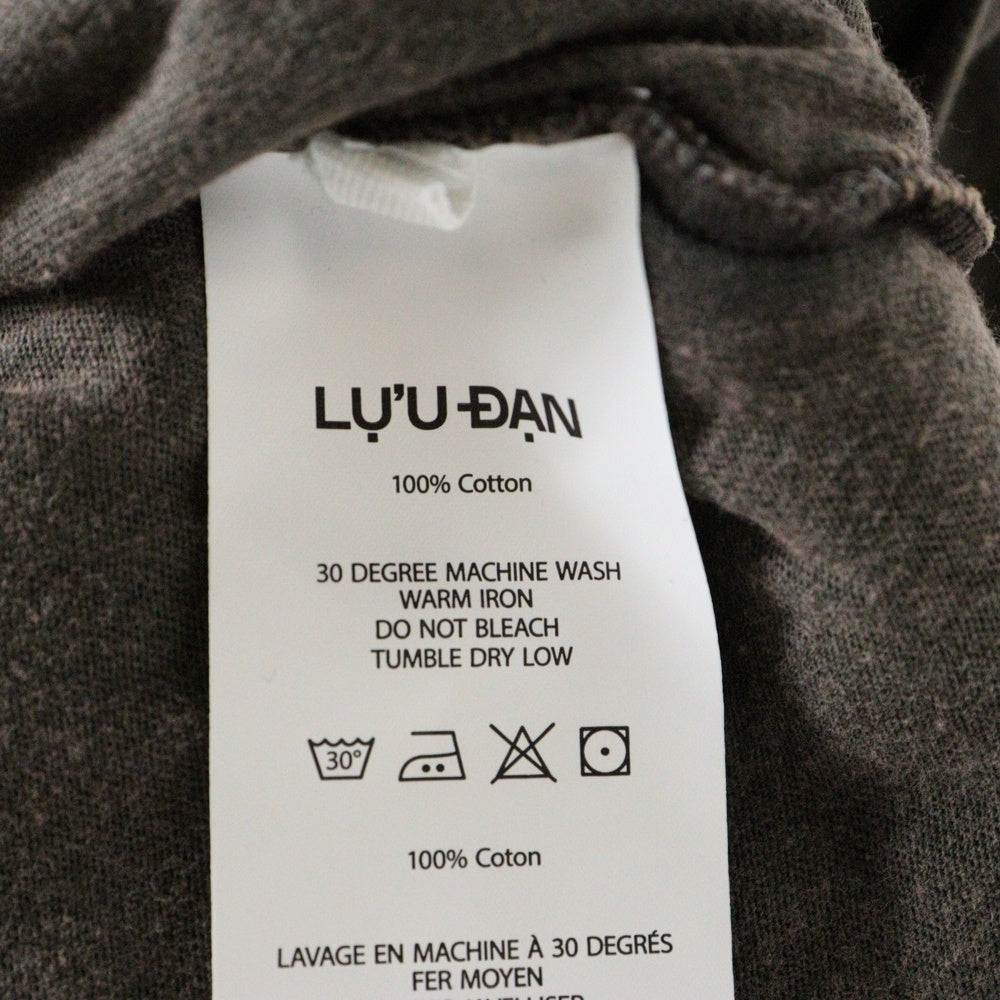 LỰU ĐẠN
100% Cotton
30 DEGREE MACHINE WASH
WARM IRON
DO NOT BLEACH
TUMBLE DRY LOW
30°
100% Coton
LAVAGE EN MACHINE À 30 DEGRÉS
FER MOYEN